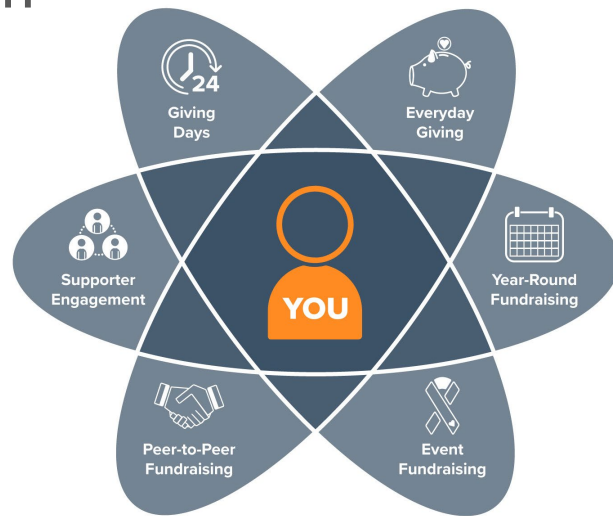 24
Giving
Days
Everyday
Giving
Supporter
Engagement
YOU
Year-Round
Fundraising
Peer-to-Peer
Fundraising
Event
Fundraising